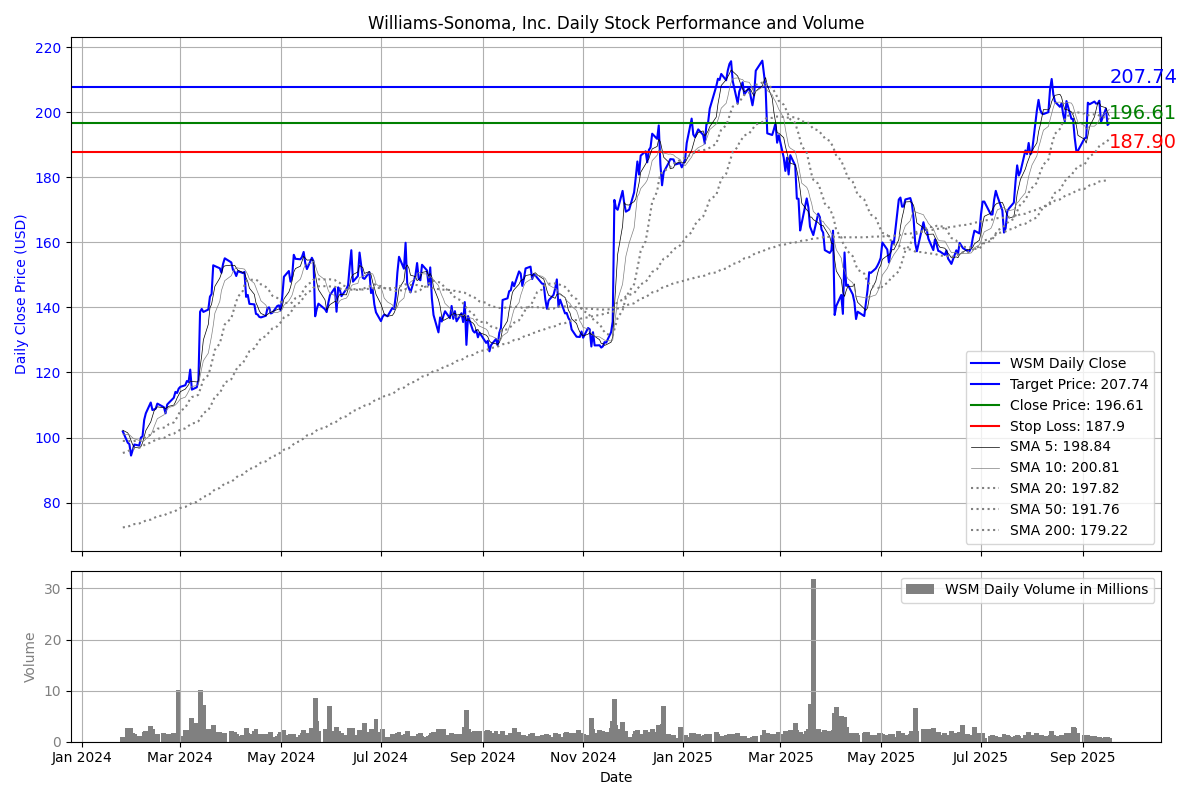 Williams-Sonoma, Inc. Daily Stock Performance and Volume
Daily Close Price (USD)
220
200
180
160
140
120
100
80
207.74
196.61
187.90
WSM Daily Close
Target Price: 207.74
Close Price: 196.61
Stop Loss: 187.9
SMA 5: 198.84
SMA 10: 200.81
SMA 20: 197.82
SMA 50: 191.76
SMA 200: 179.22
Volume
30
20
10
0
WSM Daily Volume in Millions
Jan 2024
Mar 2024
May 2024
Jul 2024
Sep 2024
Nov 2024
Jan 2025
Mar 2025
May 2025
Jul 2025
Sep 2025
Date